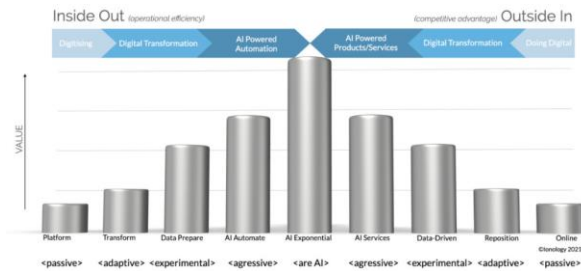 Inside Out (operational efficiency)
(competitive advantage) Outside In
Digitising
Digital Transformation
AI Powered
Automation
AI Powered
Products/Services
Digital Transformation
Doing Digital
VALUE
Platform
Transform
Data Prepare
AI Automate
AI Exponential
AI Services
Data-Driven
Reposition
Online
©tonology 2021
<passive>
<adaptive>
<experimental>
<agressive>
<are AI>
<agressive>
<experimental>
<adaptive>
<passive>